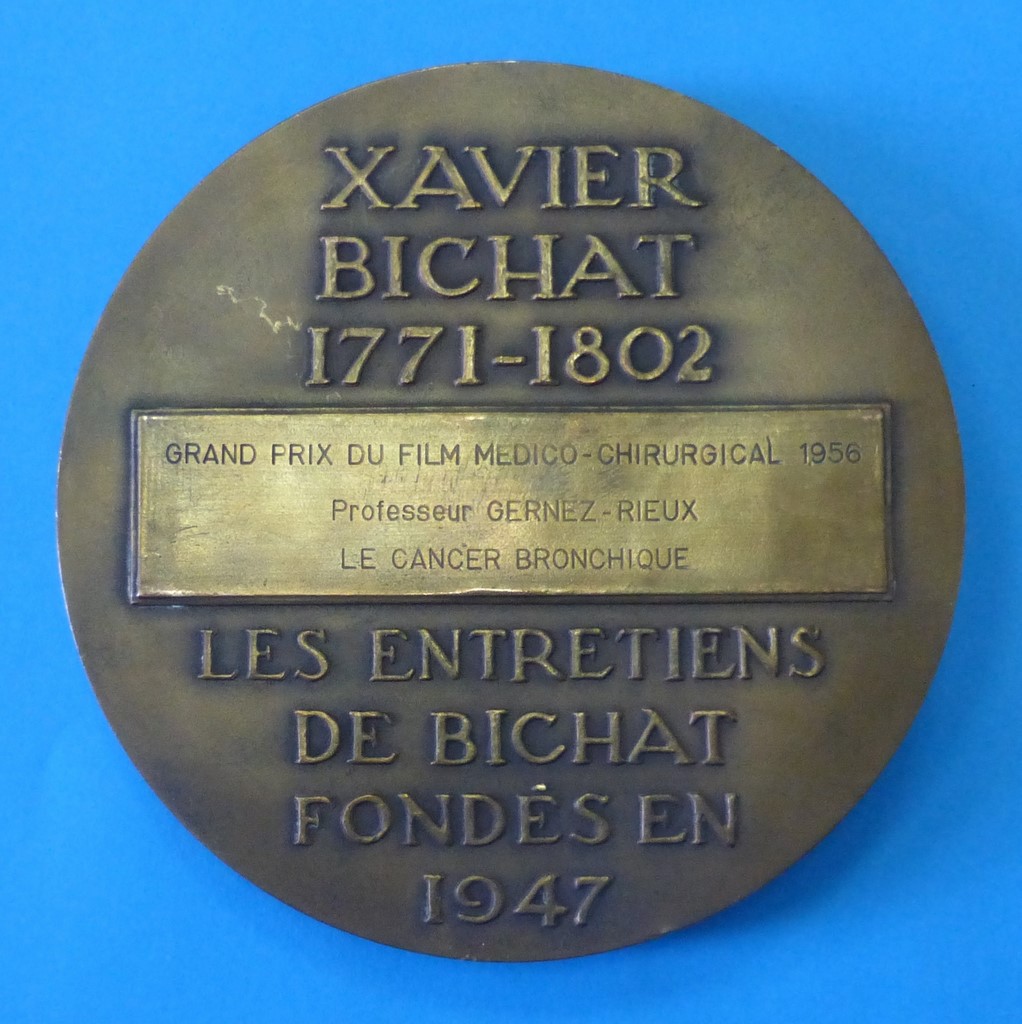 XAVIER
BICHAT
1771-1802
GRAND PRIX DU FILM MEDICO-CHIRURGICAL 1956
Professeur GERNEZ-RIEUX
LE CANCER BRONCHIQUE
LES ENTRETIENS
DE BICHAT
FONDÉS EN
1947